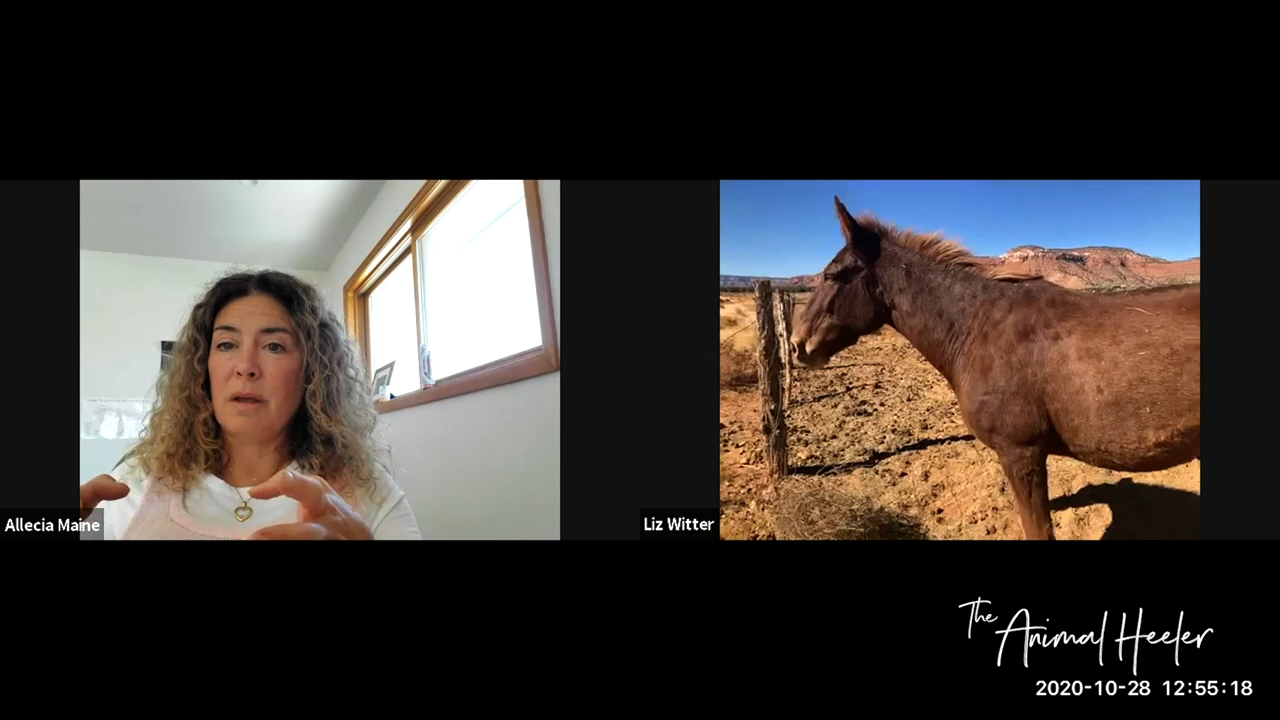 Allecia Maine
Liz Witter
The
Animal Heeler
2020-10-28 12:55:18